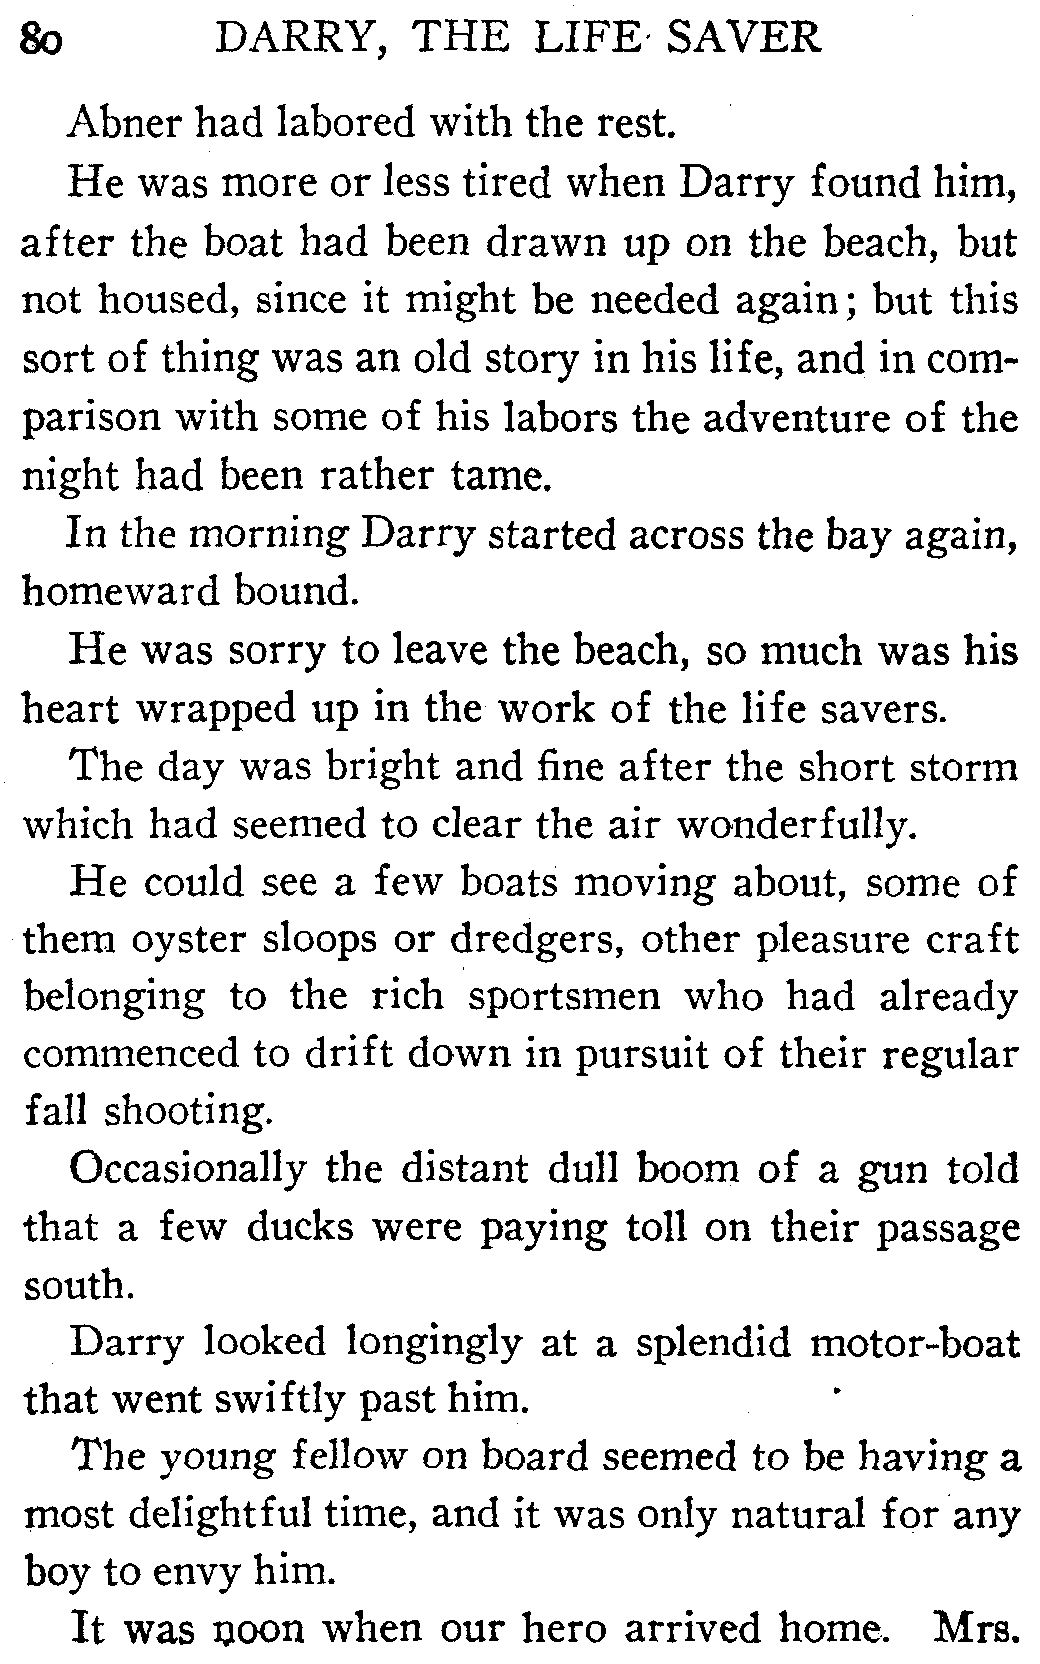 80 DARRY, THE LIFE SAVER
Abner had labored with the rest.
He was more or less tired when Darry found him,
after the boat had been drawn up on the beach, but
not housed, since it might be needed again; but this
sort of thing was an old story in his life, and in com-
parison with some of his labors the adventure of the
night had been rather tame.
In the morning Darry started across the bay again,
homeward bound.
He was sorry to leave the beach, so much was his
heart wrapped up in the work of the life savers.
The day was bright and fine after the short storm
which had seemed to clear the air wonderfully.
He could see a few boats moving about, some of
them oyster sloops or dredgers, other pleasure craft
belonging to the rich sportsmen who had already
commenced to drift down in pursuit of their regular
fall shooting.
Occasionally the distant dull boom of a gun told
that a few ducks were paying toll on their passage
south.
Darry looked longingly at a splendid motor-boat
that went swiftly past him.
The young fellow on board seemed to be having a
most delightful time, and it was only natural for any
boy to envy him.
It was noon when our hero arrived home. Mrs.